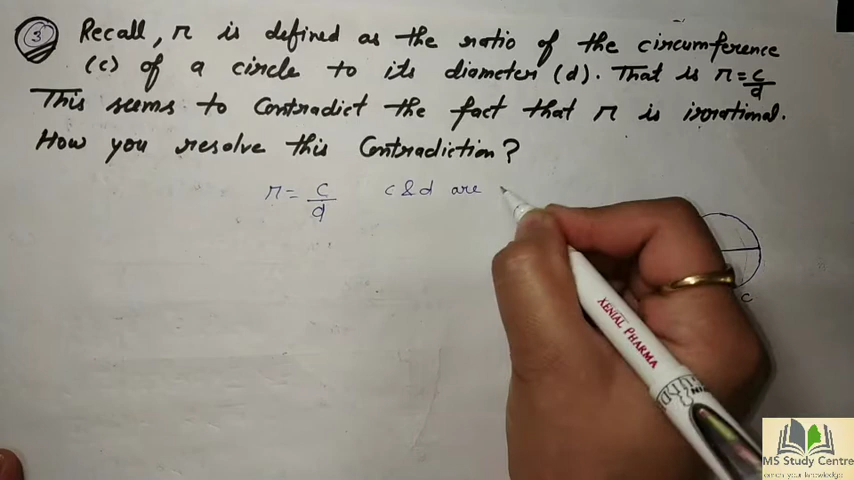 3 Recall, π is defined as the ratio of the circumference
(c) of a circle to its diameter (d). That is π = c/d
This seems to contradict the fact that π is irrational.
How you resolve this Contradiction?
π = c/d c & d are
c
XENIAL PHARMA
MS Study Centre